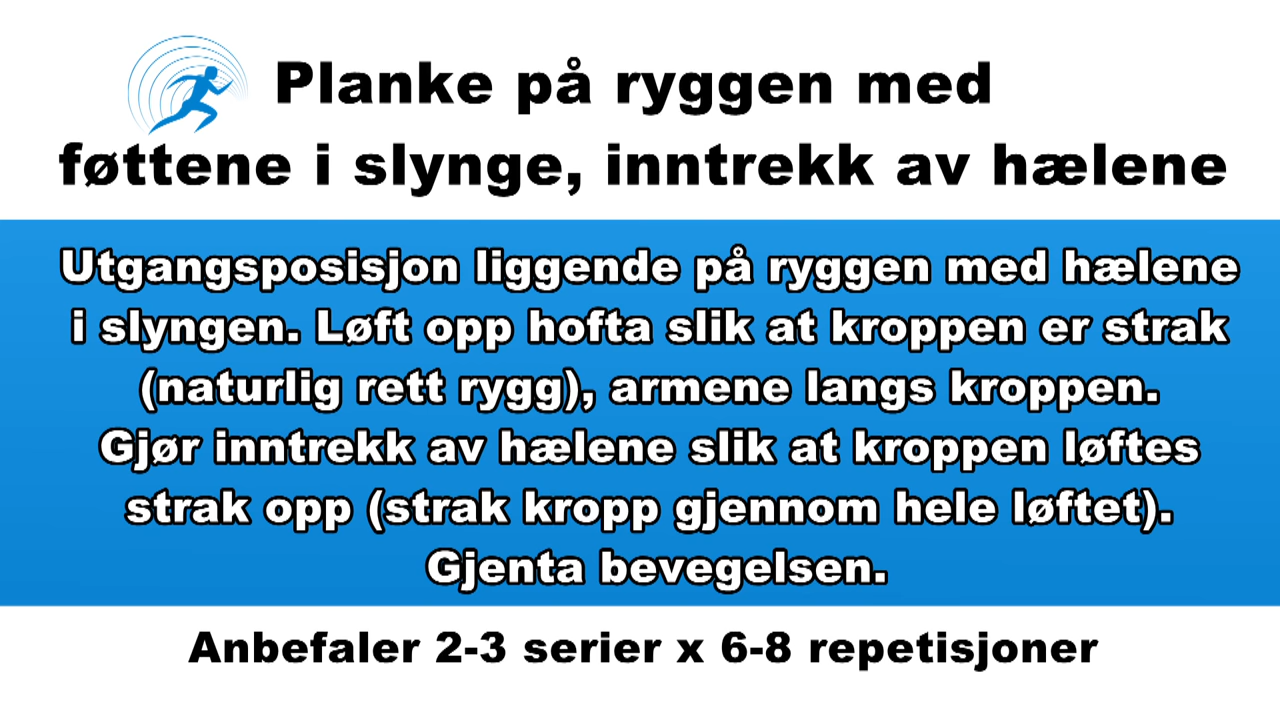 Planke på ryggen med
føttene i slynge, inntrekk av hælene
Utgangsposisjon liggende på ryggen med hælene
i slyngen. Løft opp hofta slik at kroppen er strak
(naturlig rett rygg), armene langs kroppen.
Gjør inntrekk av hælene slik at kroppen løftes
strak opp (strak kropp gjennom hele løftet).
Gjenta bevegelsen.
Anbefaler 2-3 serier x 6-8 repetisjoner